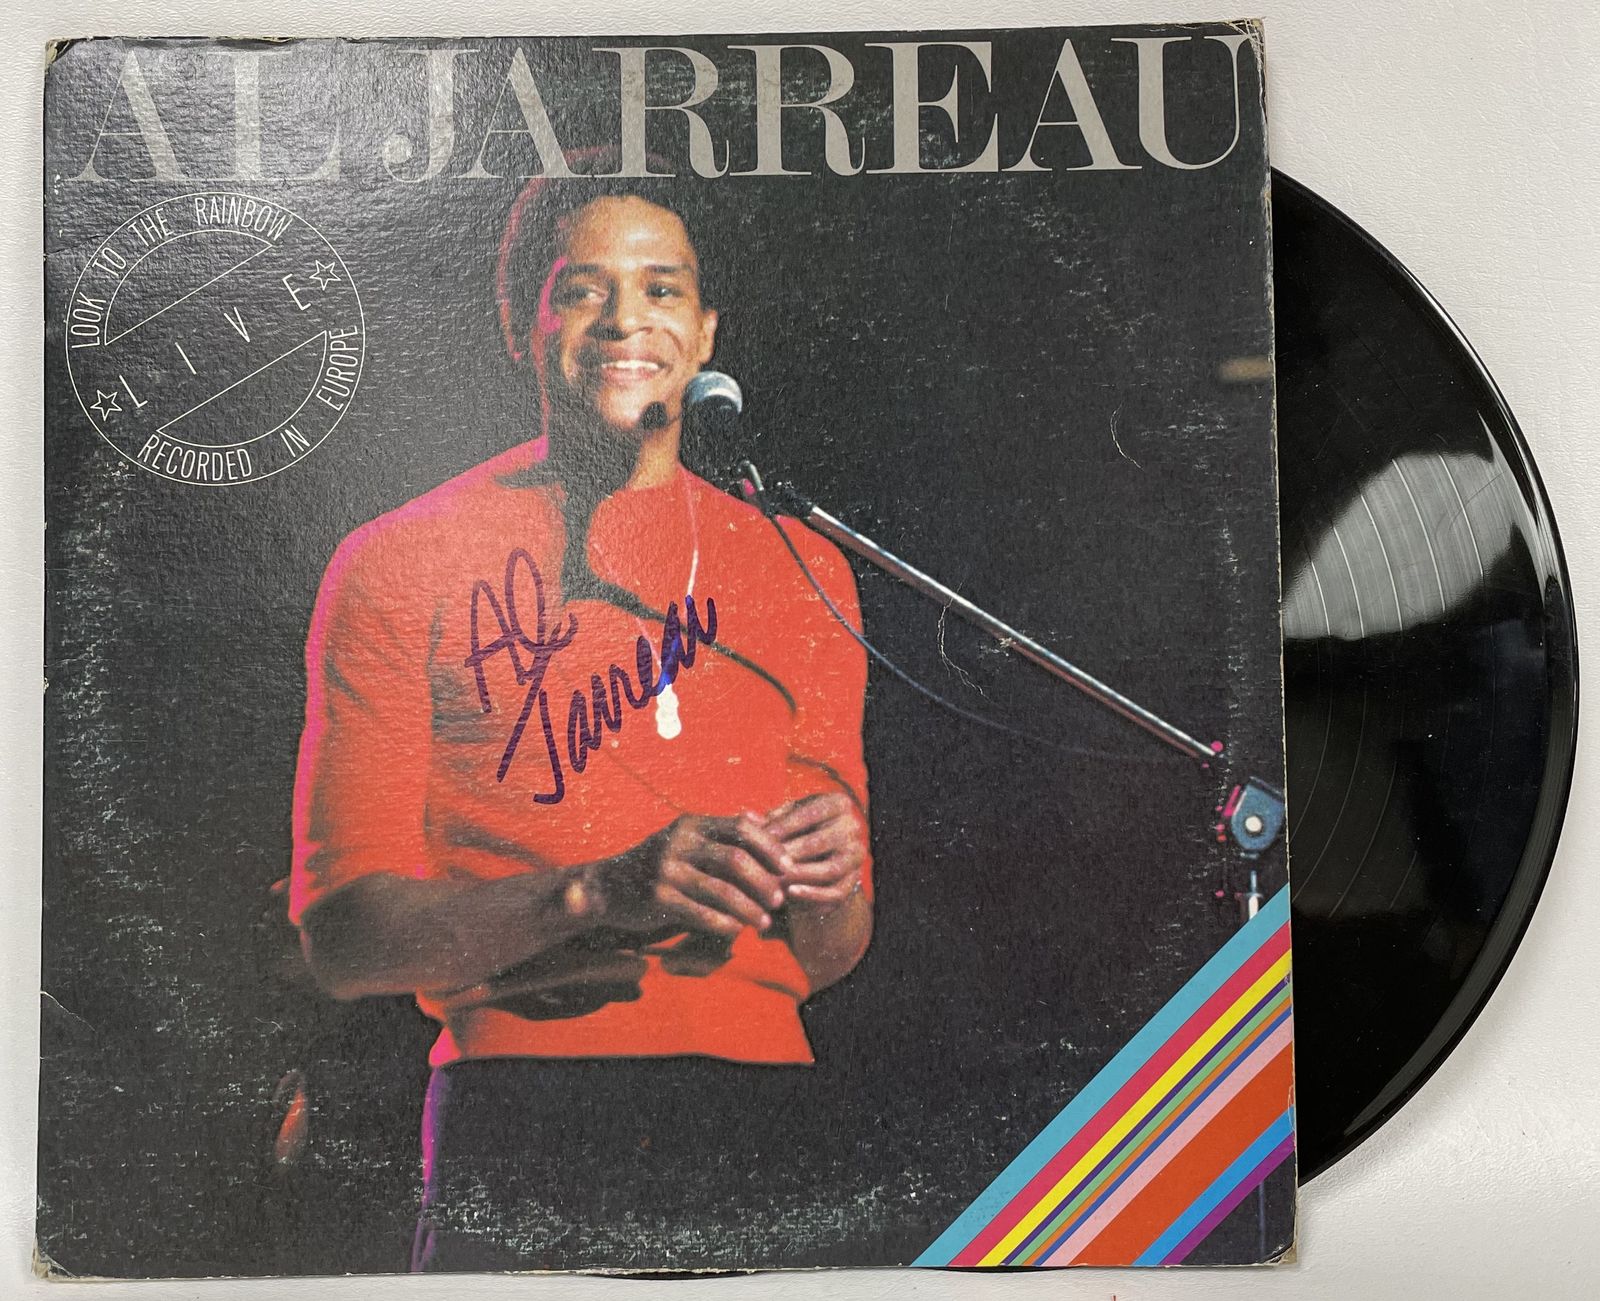 AL JARREAU
LOOK TO THE RAINBOW
LIVE
RECORDED IN EUROPE
Al
Jarreau